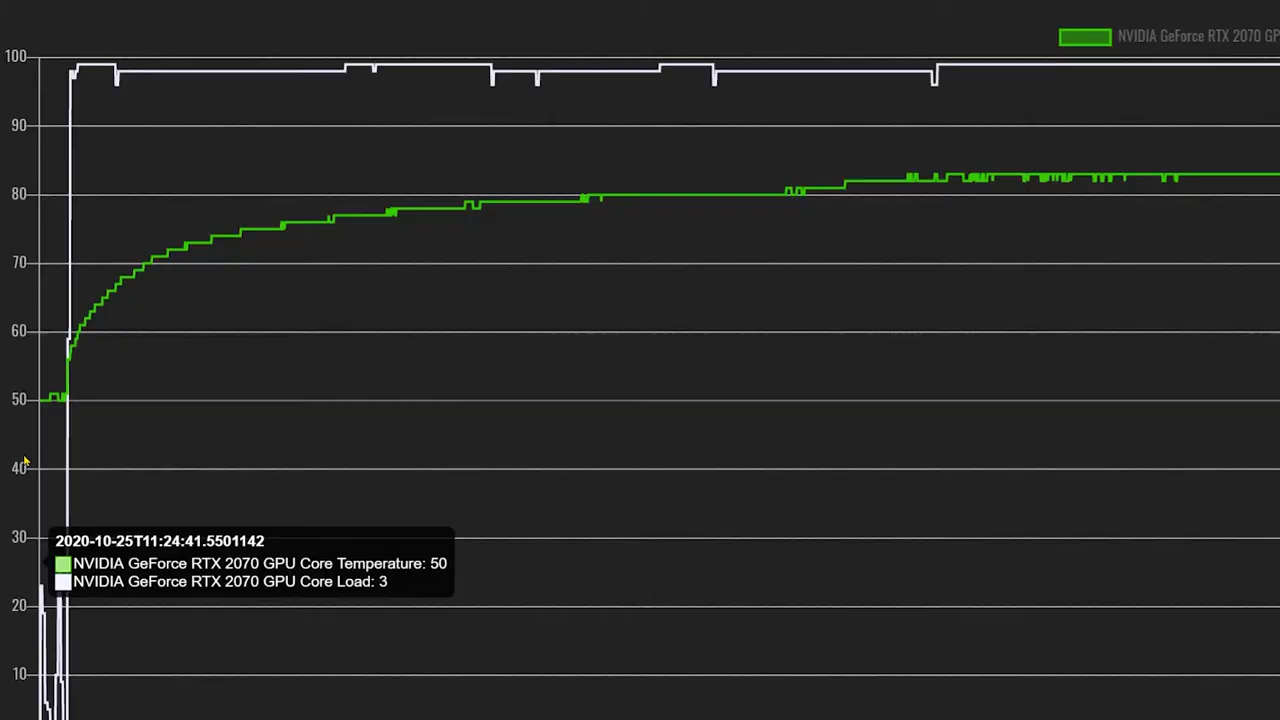 NVIDIA GeForce RTX 2070 GP
100
90
80
70
60
50
40
30
20
10
2020-10-25T11:24:41.5501142
NVIDIA GeForce RTX 2070 GPU Core Temperature: 50
NVIDIA GeForce RTX 2070 GPU Core Load: 3